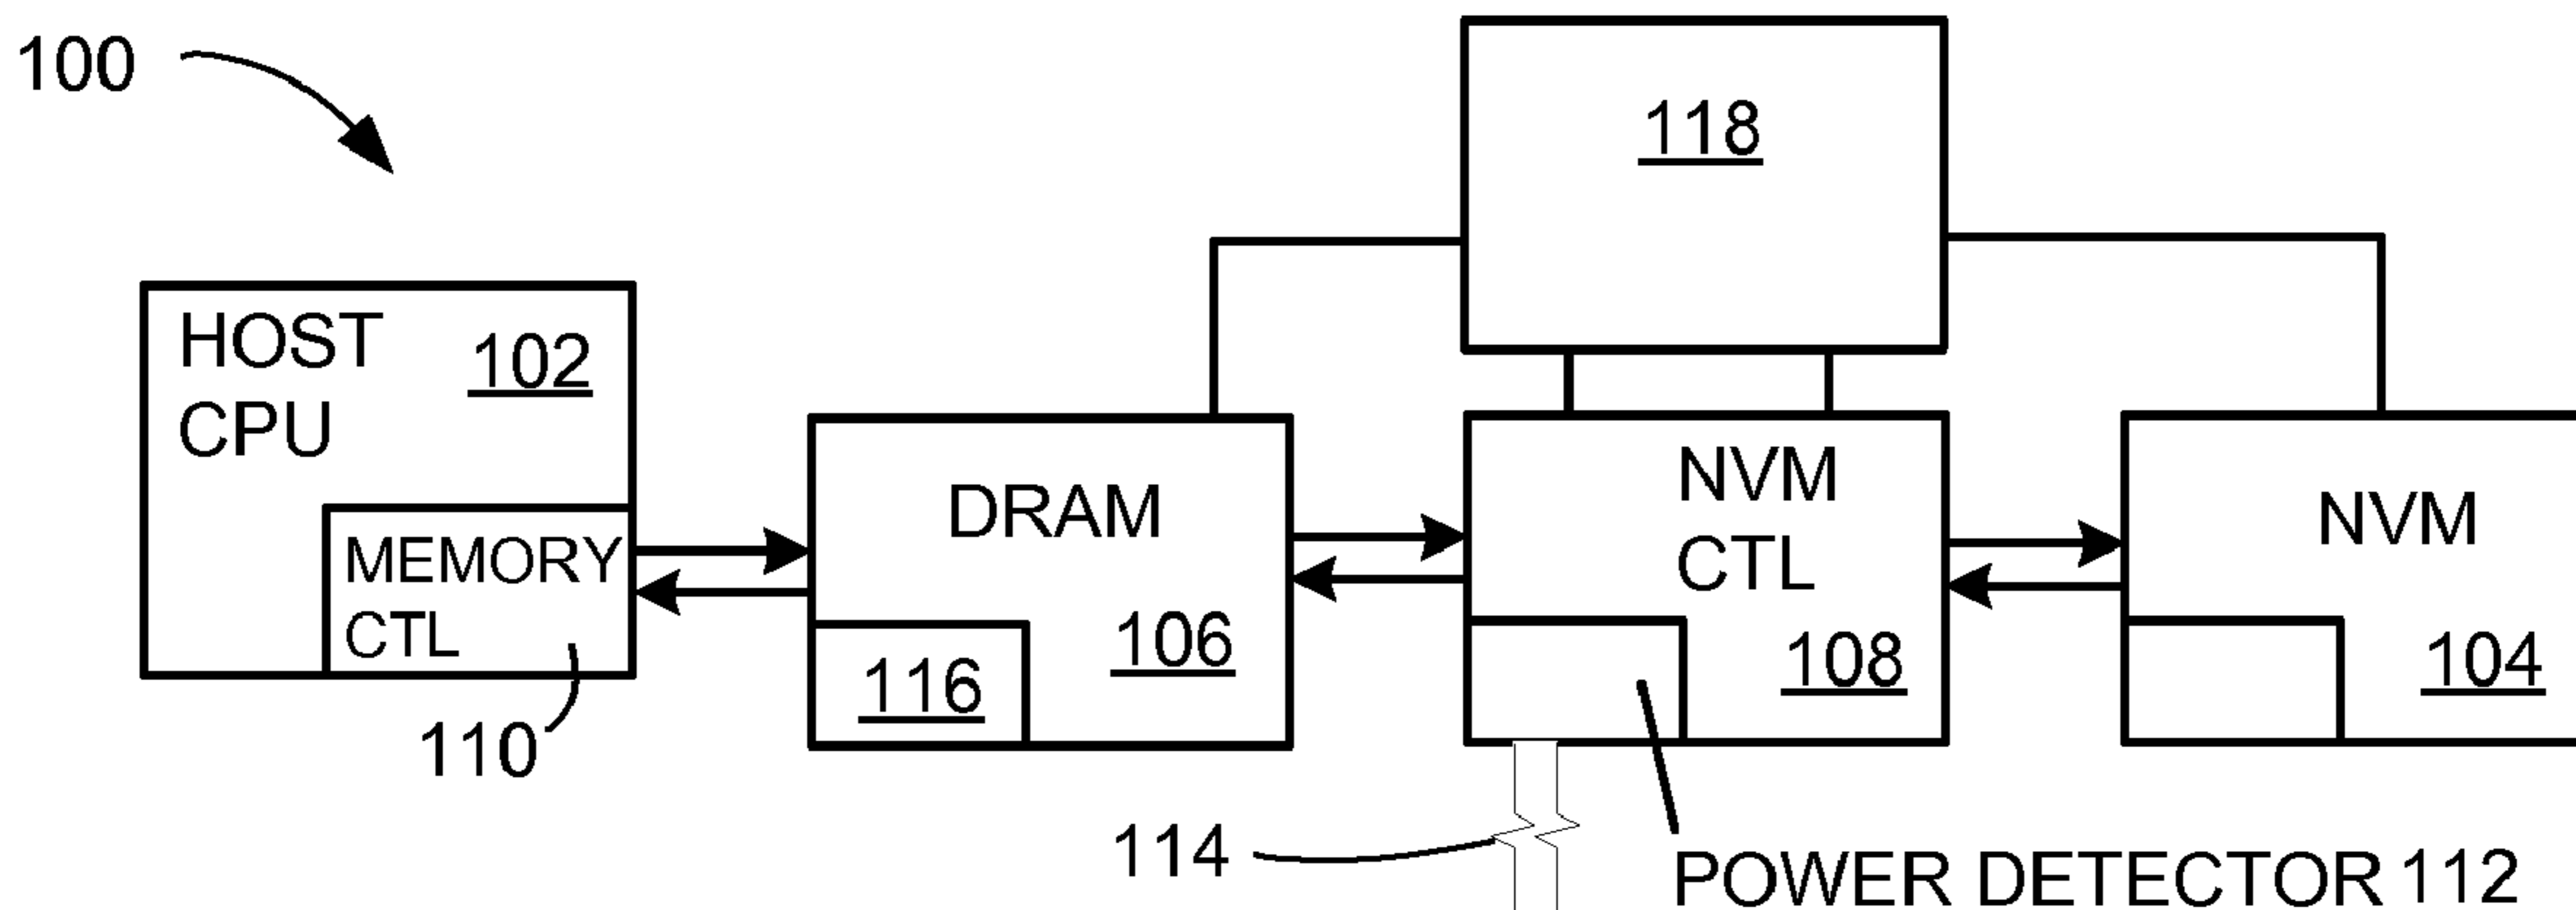 100
118
HOST
CPU
102
MEMORY
CTL
110
DRAM
106
116
NVM
CTL
108
NVM
104
114
POWER DETECTOR 112